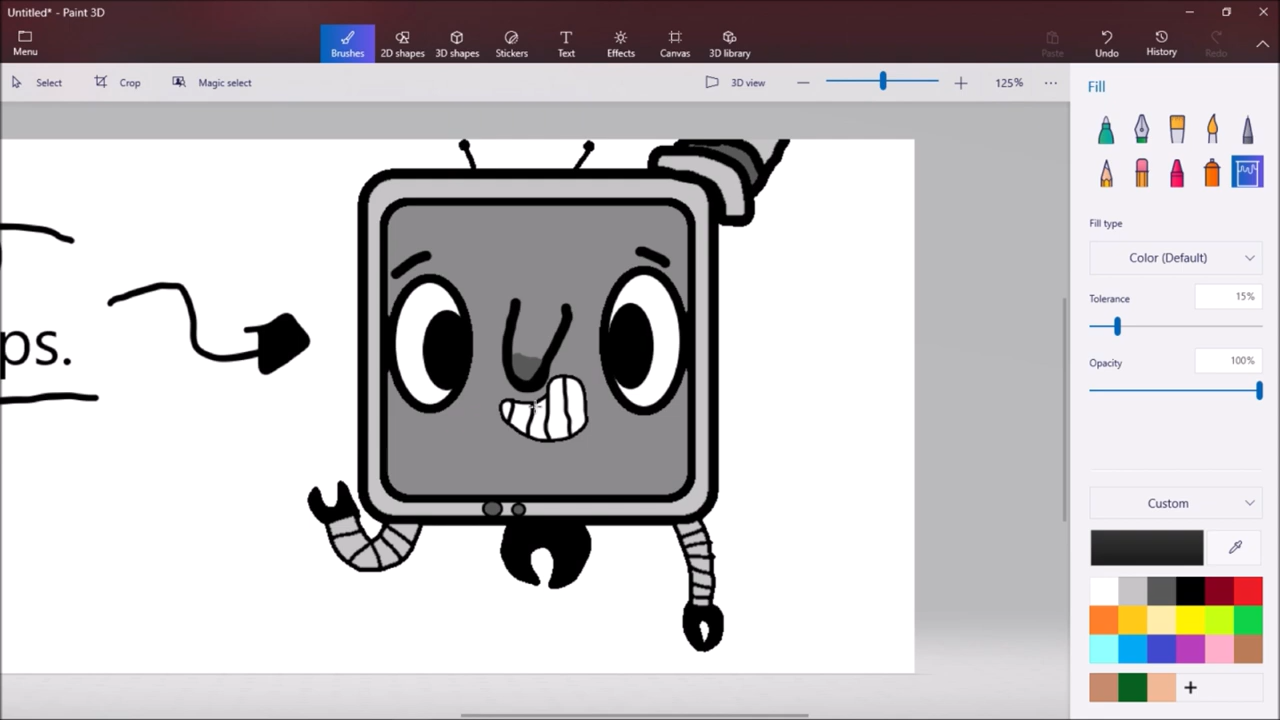 Untitled* - Paint 3D
Menu
Brushes
2D shapes
3D shapes
Stickers
Text
Effects
Canvas
3D library
Paste
Undo
History
Redo
Select
Crop
Magic select
3D view
125%
Fill
Fill type
Color (Default)
Tolerance
15%
Opacity
100%
Custom
ps.